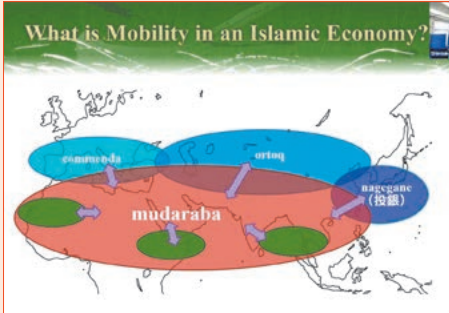 What is Mobility in an Islamic Economy?
commenda
ortoq
nagegane
(投銀)
mudaraba